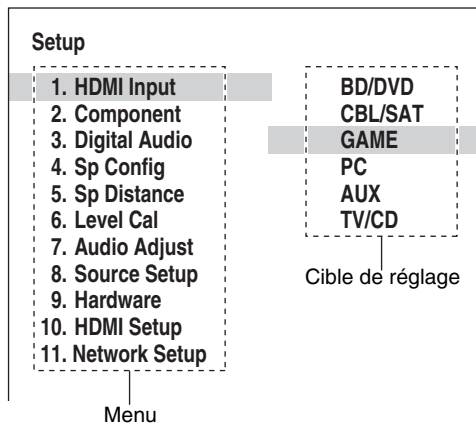 Setup
1. HDMI Input
2. Component
3. Digital Audio
4. Sp Config
5. Sp Distance
6. Level Cal
7. Audio Adjust
8. Source Setup
9. Hardware
10. HDMI Setup
11. Network Setup
Menu
BD/DVD
CBL/SAT
GAME
PC
AUX
TV/CD
Cible de réglage